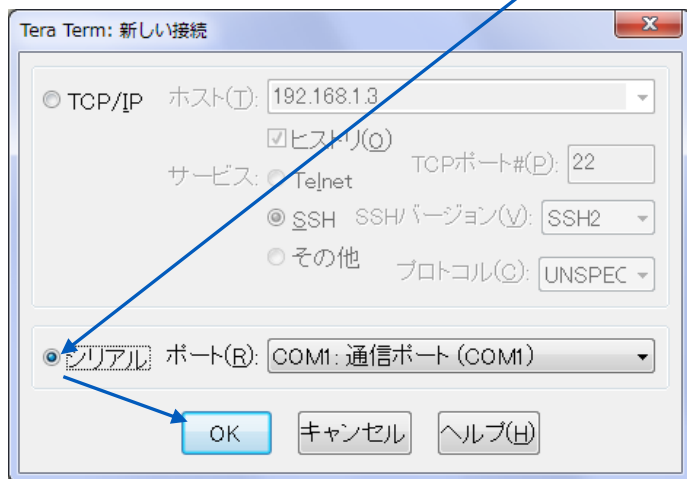 Tera Term: 新しい接続
TCP/IP ホスト(T): 192.168.1.3
ヒストリ(O)
サービス: Telnet TCPポート#(P): 22
SSH SSHバージョン(V): SSH2
その他 プロトコル(C): UNSPEC
シリアル ポート(R): COM1: 通信ポート (COM1)
OK キャンセル ヘルプ(H)